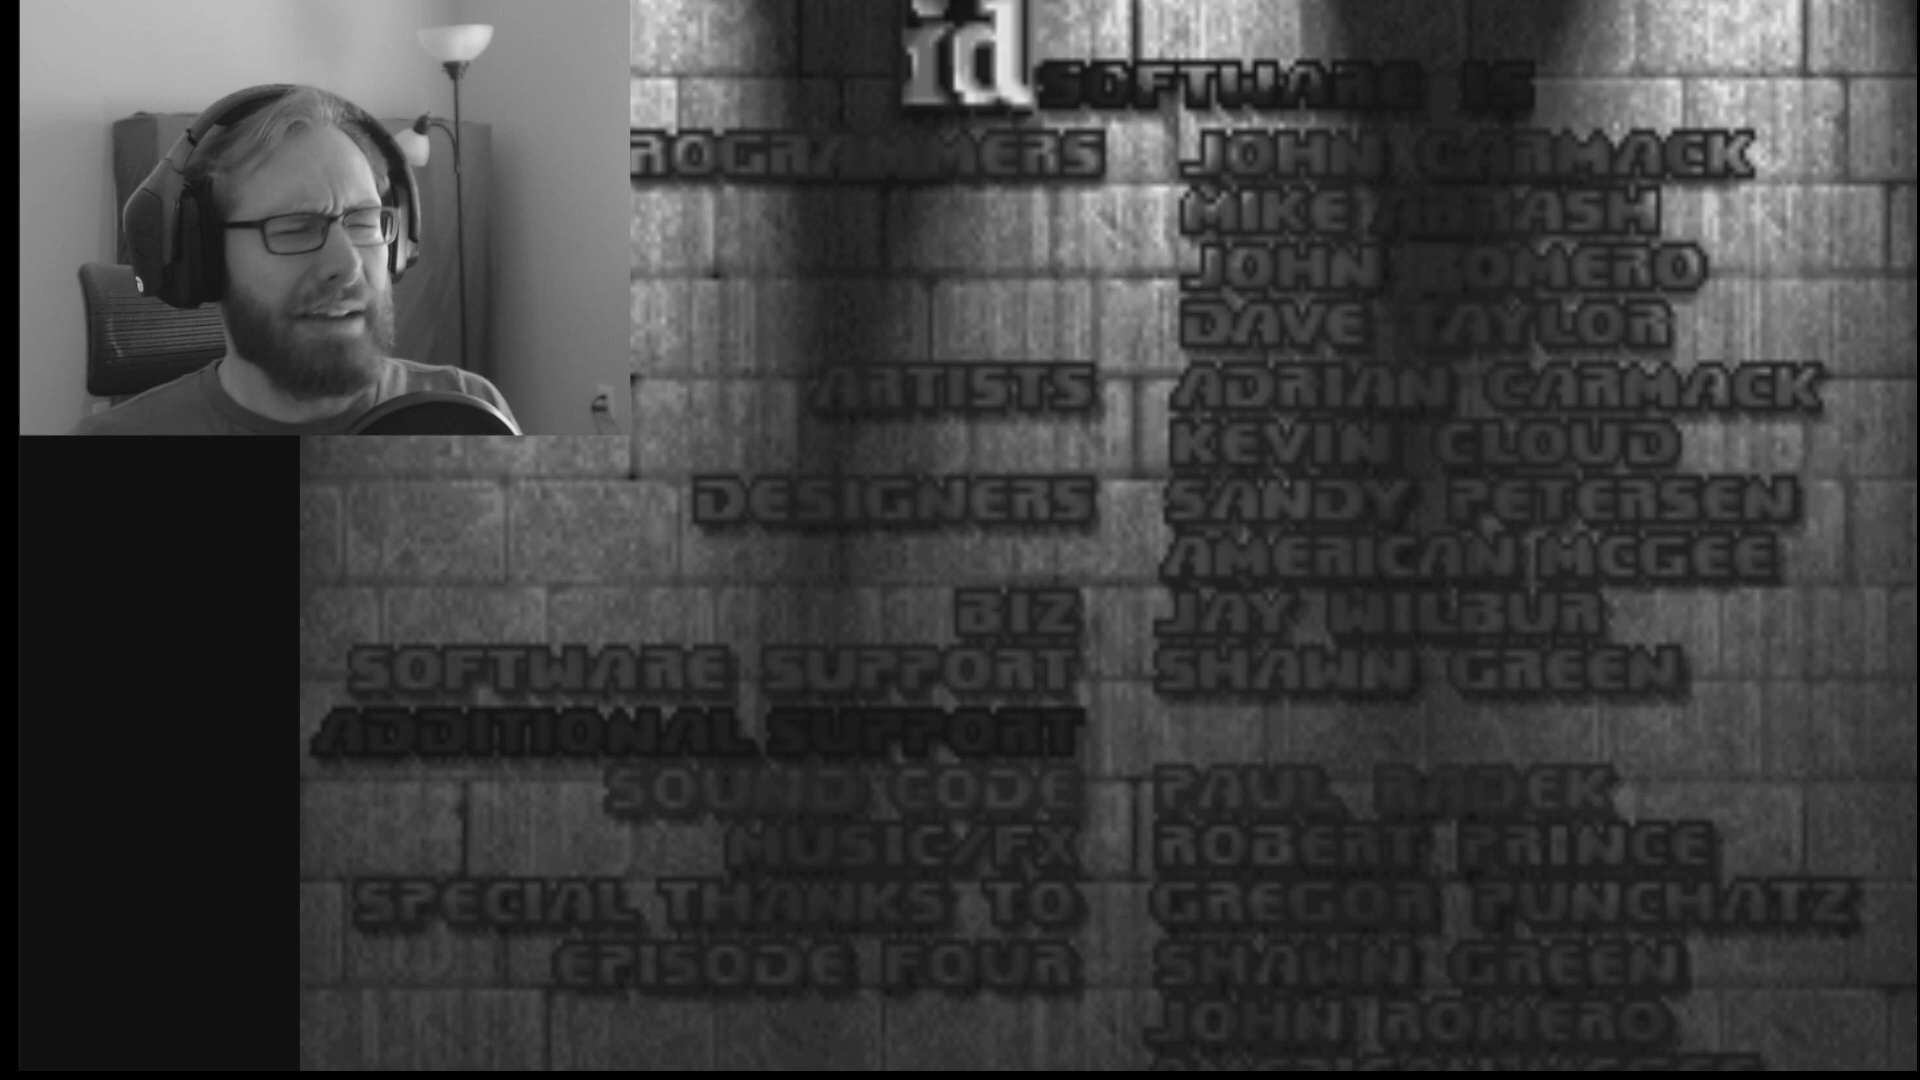 id SOFTWARE IS
ROGRAMMERS JOHN CARMACK
MIKE ABRASH
JOHN ROMERO
DAVE TAYLOR
ARTISTS ADRIAN CARMACK
KEVIN CLOUD
DESIGNERS SANDY PETERSEN
AMERICAN MCGEE
BIZ JAY WILBUR
SOFTWARE SUPPORT SHAWN GREEN
ADDITIONAL SUPPORT
SOUND CODE PAUL RADEK
MUSIC/FX ROBERT PRINCE
SPECIAL THANKS TO GREGOR PUNCHATZ
EPISODE FOUR SHAWN GREEN
JOHN ROMERO